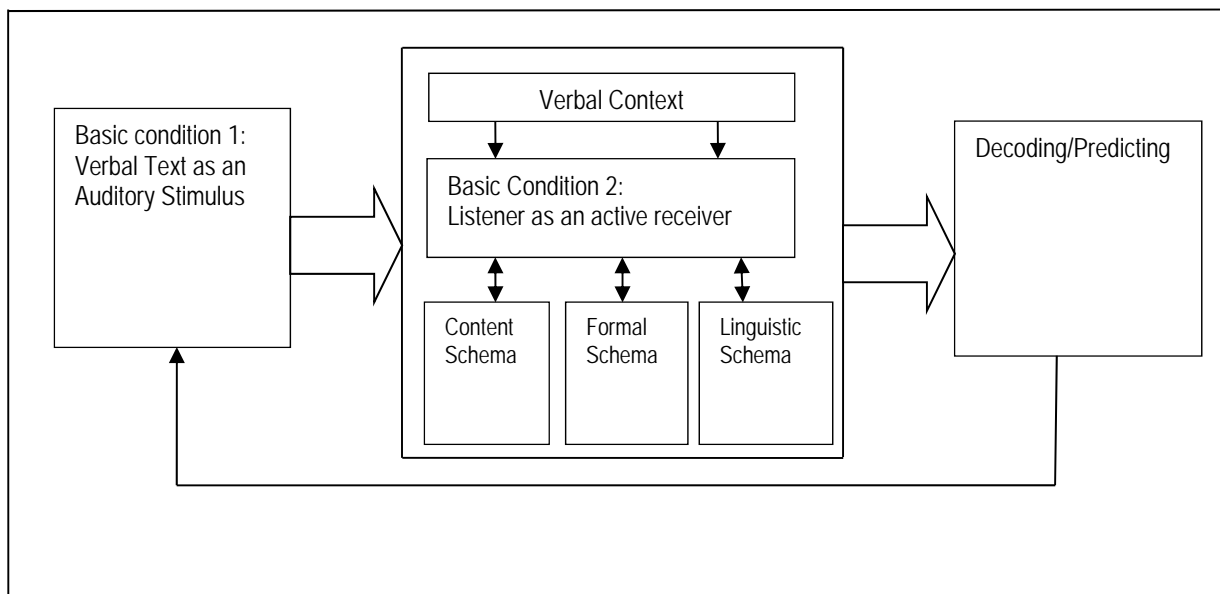 Basic condition 1:
Verbal Text as an
Auditory Stimulus
Verbal Context
Basic Condition 2:
Listener as an active receiver
Content
Schema
Formal
Schema
Linguistic
Schema
Decoding/Predicting